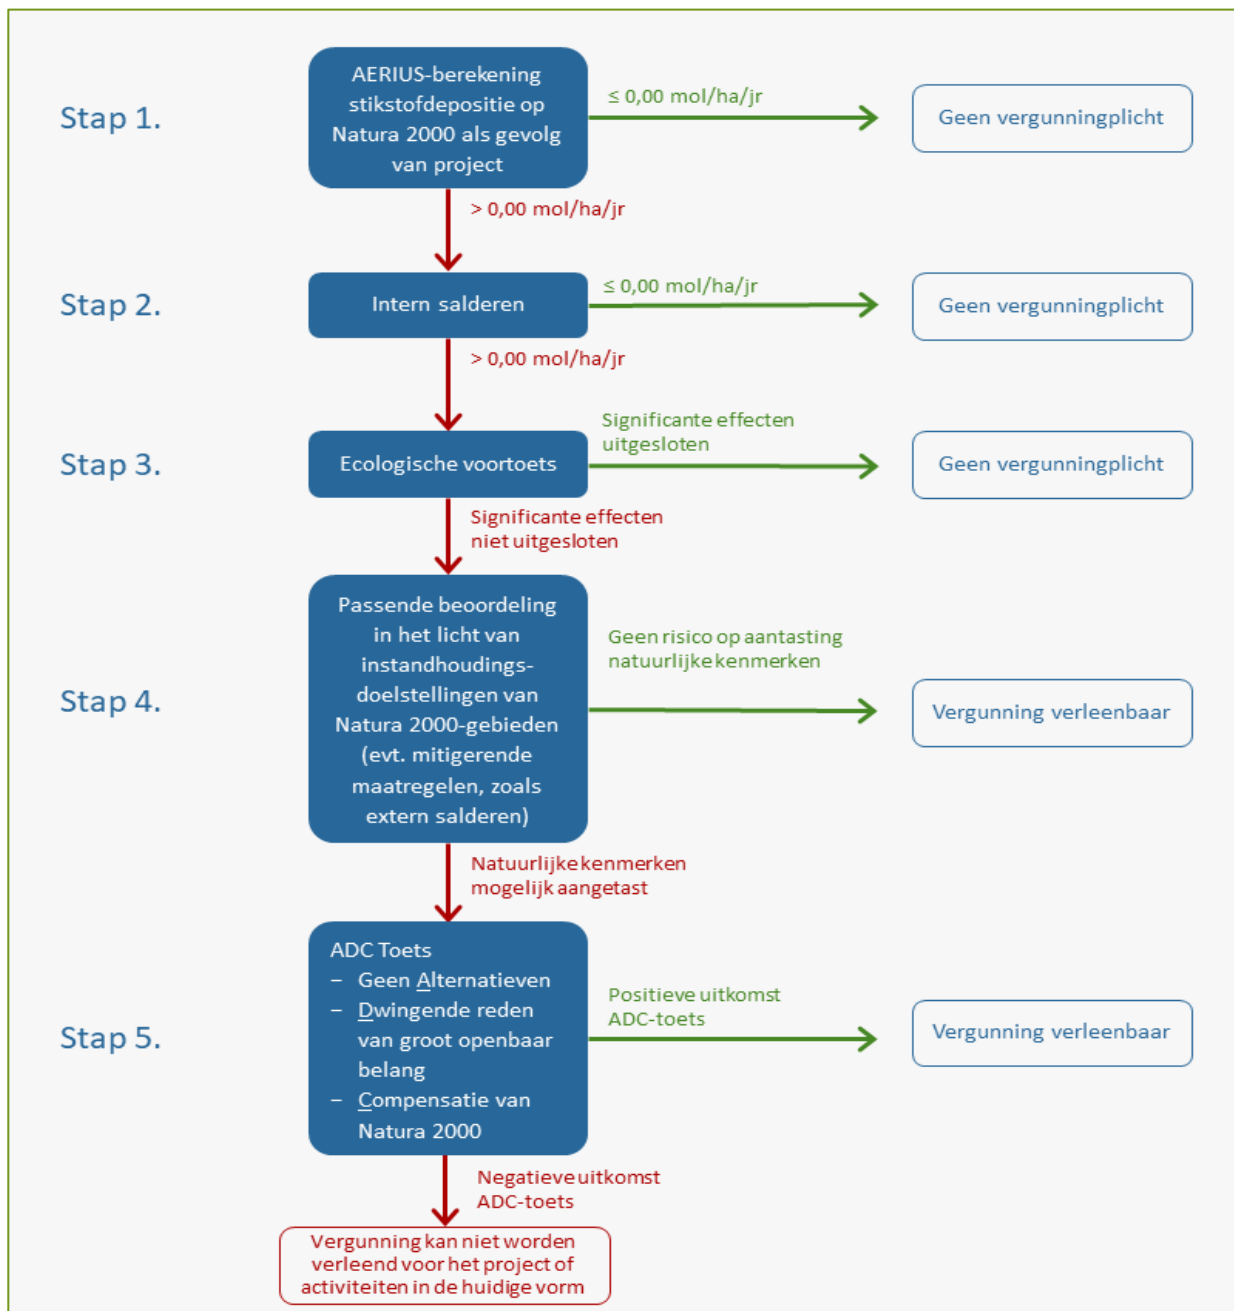 Stap 1.
AERIUS-berekening
stikstofdepositie op
Natura 2000 als gevolg
van project
≤ 0,00 mol/ha/jr
Geen vergunningplicht
> 0,00 mol/ha/jr
Stap 2.
Intern salderen
≤ 0,00 mol/ha/jr
Geen vergunningplicht
> 0,00 mol/ha/jr
Stap 3.
Ecologische voortoets
Significante effecten
uitgesloten
Geen vergunningplicht
Significante effecten
niet uitgesloten
Stap 4.
Passende beoordeling
in het licht van
instandhoudings-
doelstellingen van
Natura 2000-gebieden
(evt. mitigerende
maatregelen, zoals
extern salderen)
Geen risico op aantasting
natuurlijke kenmerken
Vergunning verleenbaar
Natuurlijke kenmerken
mogelijk aangetast
Stap 5.
ADC Toets
– Geen Alternatieven
– Dwingende reden
van groot openbaar
belang
– Compensatie van
Natura 2000
Positieve uitkomst
ADC-toets
Vergunning verleenbaar
Negatieve uitkomst
ADC-toets
Vergunning kan niet worden
verleend voor het project of
activiteiten in de huidige vorm